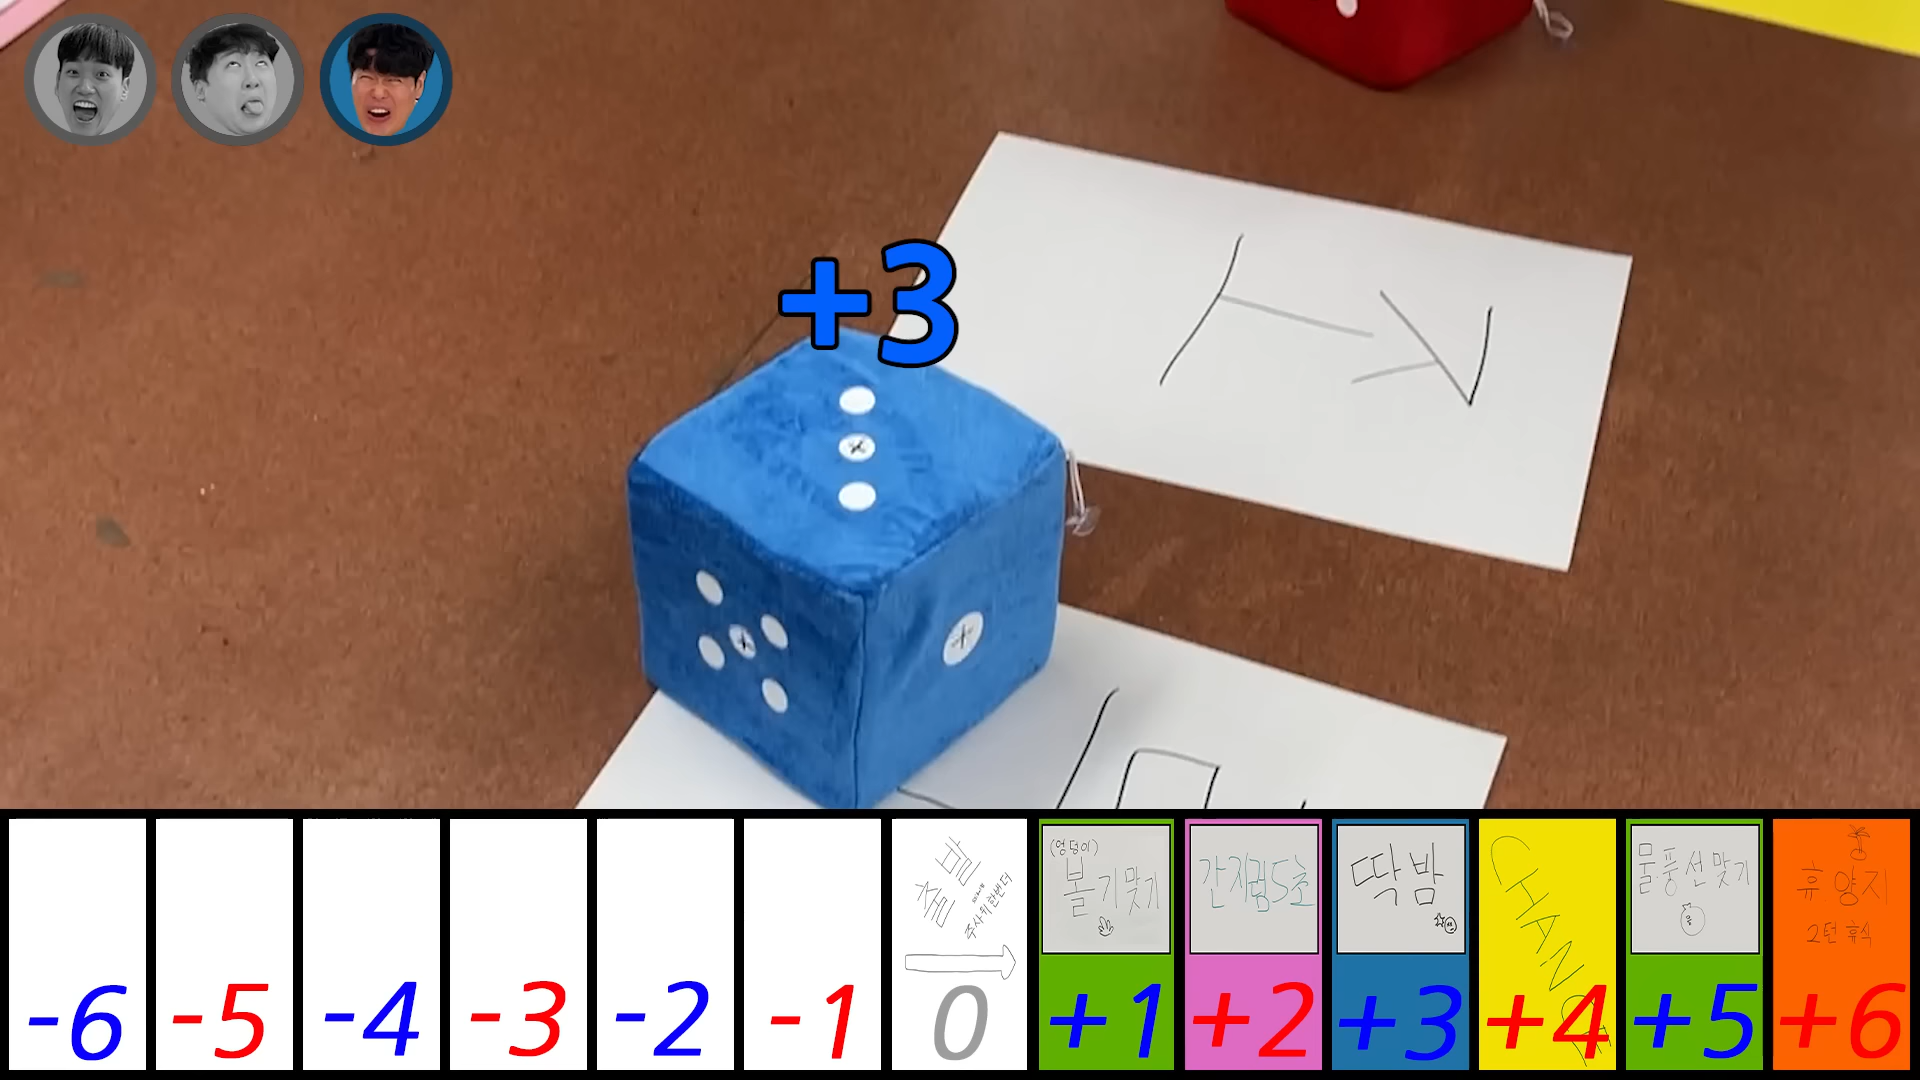 +3
출발
주사위 한번 더
(엉덩이)
볼기맞기
간지럼5초
딱밤
물풍선맞기
물
휴양지
2턴 휴식
-6
-5
-4
-3
-2
-1
0
+1
+2
+3
+4
+5
+6